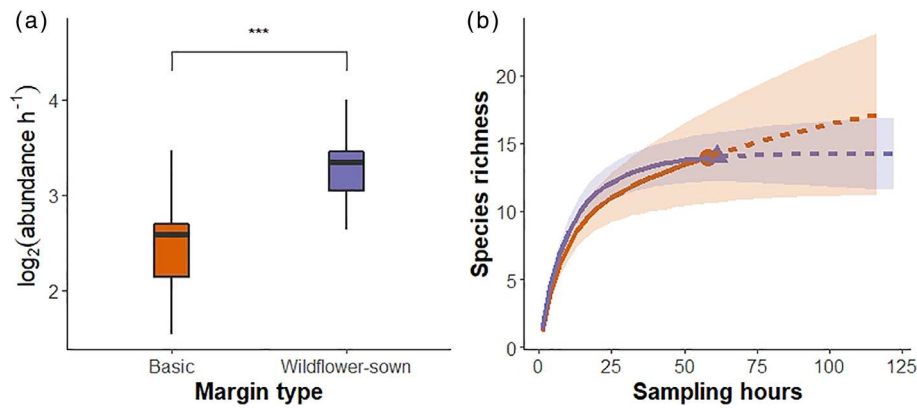 (a)
***
4
3
2
log₂(abundance h⁻¹)
Basic
Wildflower-sown
Margin type
(b)
20
15
10
5
0
Species richness
0 25 50 75 100 125
Sampling hours